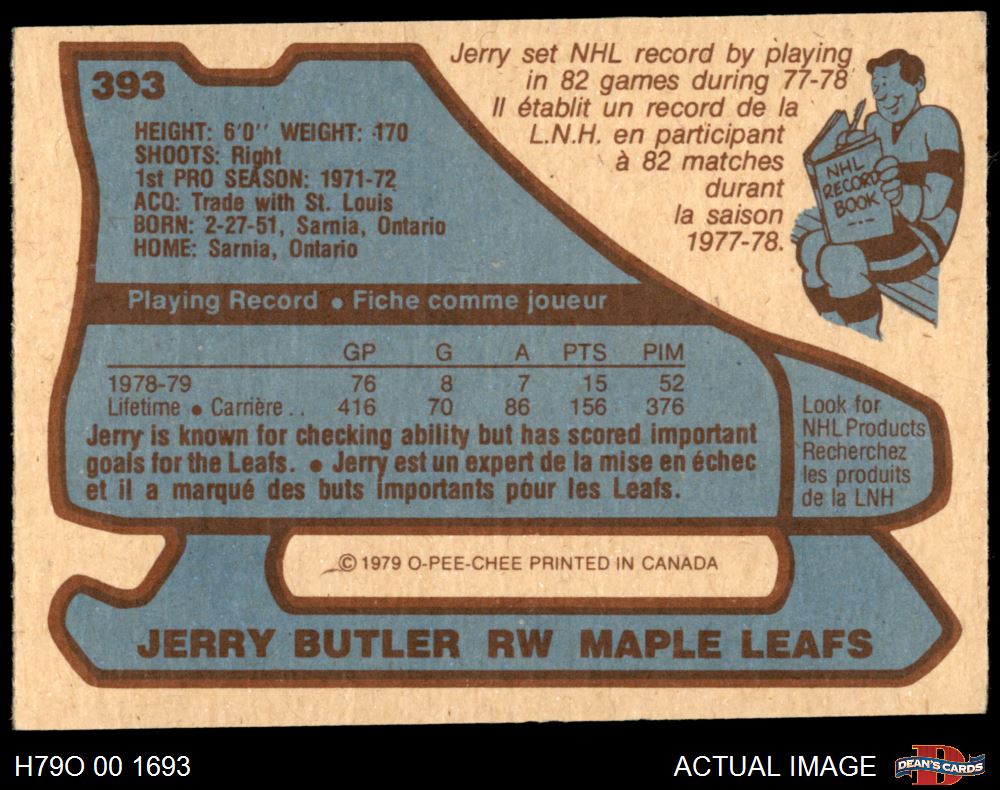 393
HEIGHT: 6'0'' WEIGHT: 170
SHOOTS: Right
1st PRO SEASON: 1971-72
ACQ: Trade with St. Louis
BORN: 2-27-51, Sarnia, Ontario
HOME: Sarnia, Ontario
Jerry set NHL record by playing
in 82 games during 77-78
Il établit un record de la
L.N.H. en participant
à 82 matches
durant
la saison
1977-78.
NHL
RECORD
BOOK
Playing Record • Fiche comme joueur
GP G A PTS PIM
1978-79 76 8 7 15 52
Lifetime • Carrière .. 416 70 86 156 376
Jerry is known for checking ability but has scored important
goals for the Leafs. • Jerry est un expert de la mise en échec
et il a marqué des buts importants pour les Leafs.
Look for
NHL Products
Recherchez
les produits
de la LNH
© 1979 O-PEE-CHEE PRINTED IN CANADA
JERRY BUTLER RW MAPLE LEAFS
H79O 00 1693
ACTUAL IMAGE
D
DEAN'S CARDS